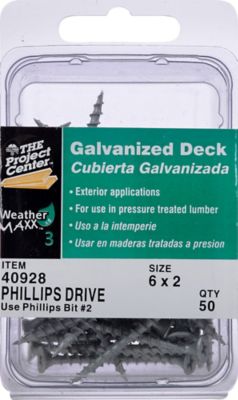 THE
Project
Center
Galvanized Deck
Cubierta Galvanizada
• Exterior applications
• For use in pressure treated lumber
• Uso a la intemperie
• Usar en maderas tratadas a presion
Weather
MAXX
3
ITEM
40928
PHILLIPS DRIVE
Use Phillips Bit #2
SIZE
6 x 2
QTY
50